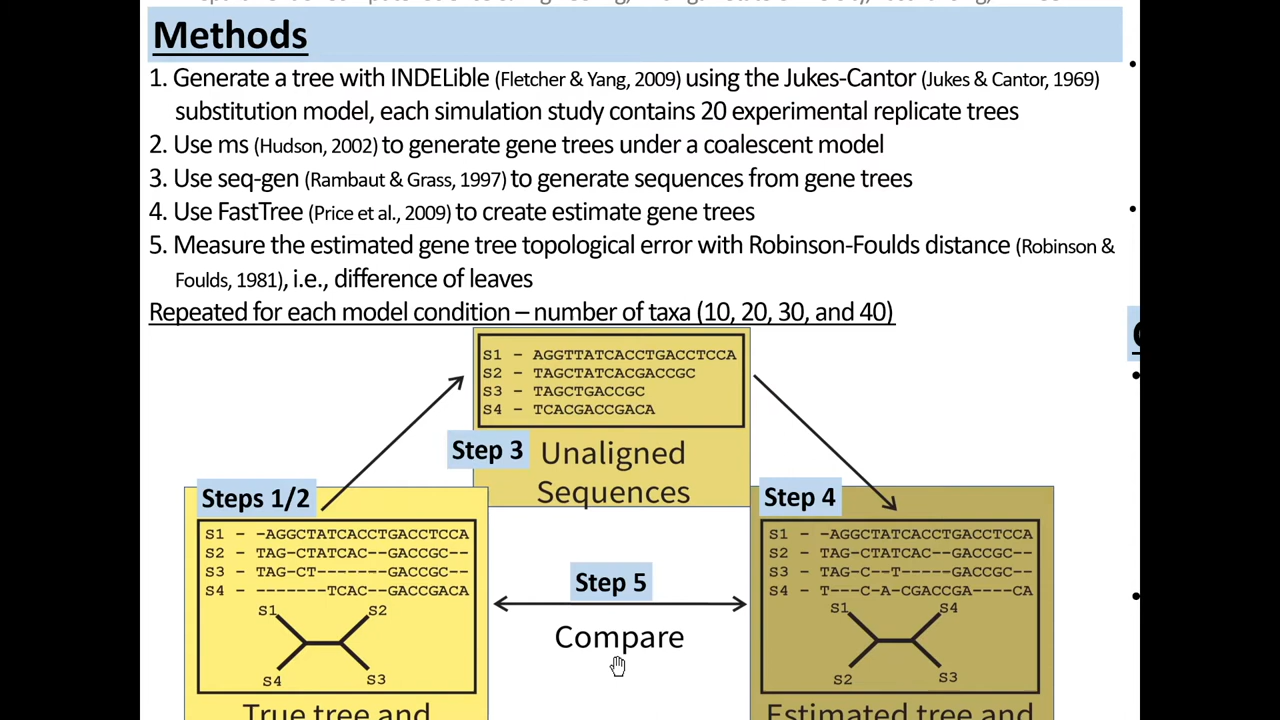 Methods
1. Generate a tree with INDELible (Fletcher & Yang, 2009) using the Jukes-Cantor (Jukes & Cantor, 1969)
substitution model, each simulation study contains 20 experimental replicate trees
2. Use ms (Hudson, 2002) to generate gene trees under a coalescent model
3. Use seq-gen (Rambaut & Grass, 1997) to generate sequences from gene trees
4. Use FastTree (Price et al., 2009) to create estimate gene trees
5. Measure the estimated gene tree topological error with Robinson-Foulds distance (Robinson &
Foulds, 1981), i.e., difference of leaves
Repeated for each model condition – number of taxa (10, 20, 30, and 40)
S1 - AGGTTATCACCTGACCTCCA
S2 - TAGCTATCACGACCGC
S3 - TAGCTGACCGC
S4 - TCACGACCGACA
Step 3
Unaligned
Sequences
Steps 1/2
S1 - -AGGCTATCACCTGACCTCCA
S2 - TAG-CTATCAC--GACCGC--
S3 - TAG-CT-------GACCGC--
S4 - -------TCAC--GACCGACA
S1 S2
S4 S3
True tree and
Step 5
Compare
Step 4
S1 - -AGGCTATCACCTGACCTCCA
S2 - TAG-CTATCAC--GACCGC--
S3 - TAG-C--T-----GACCGC--
S4 - T---C-A-CGACCGA----CA
S1 S4
S2 S3
Estimated tree and